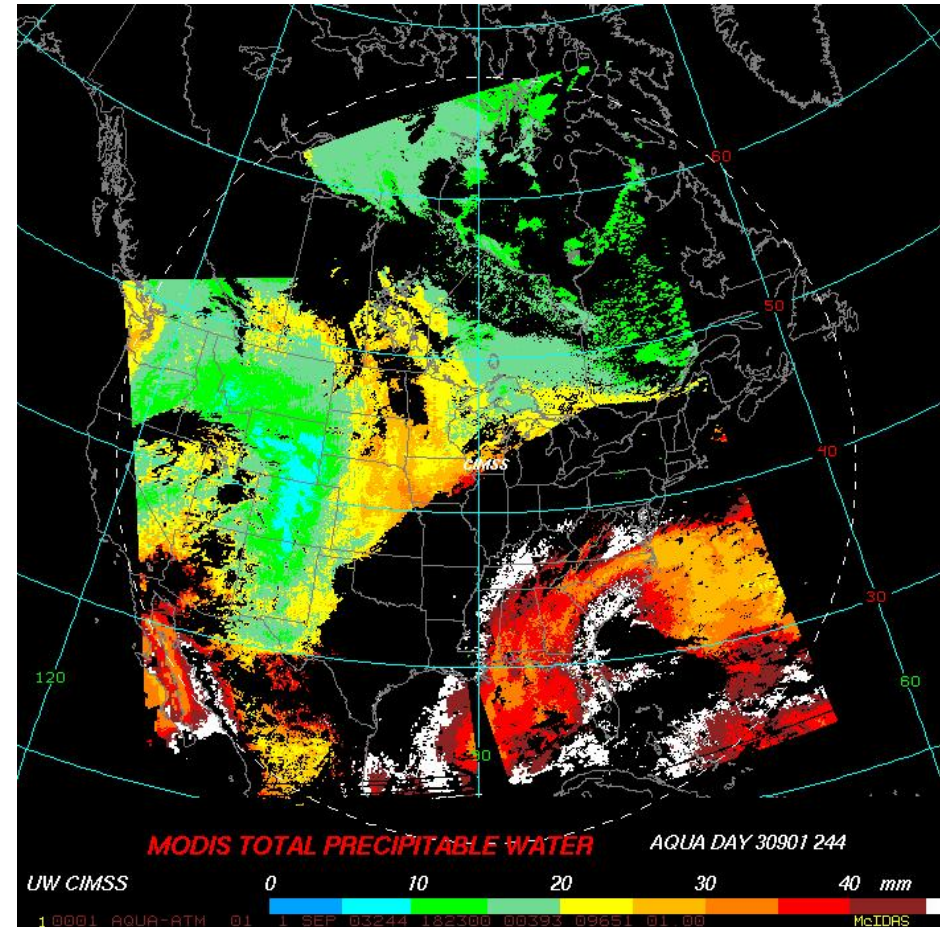 60
50
CIMSS
40
30
120
60
90
MODIS TOTAL PRECIPITABLE WATER AQUA DAY 30901 244
UW CIMSS 0 10 20 30 40 mm
1 0001 AQUA-ATM 01 1 SEP 03244 182300 00393 09651 01.00 McIDAS